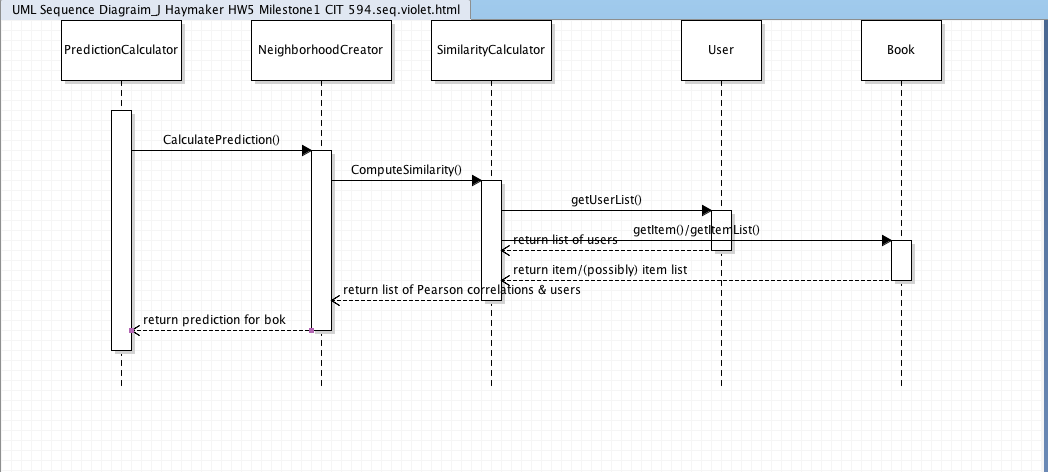 UML Sequence Diagraim_J Haymaker HW5 Milestone1 CIT 594.seq.violet.html
PredictionCalculator
NeighborhoodCreator
SimilarityCalculator
User
Book
CalculatePrediction()
ComputeSimilarity()
getUserList()
getItem()/getItemList()
return list of users
return item/(possibly) item list
return list of Pearson correlations & users
return prediction for bok